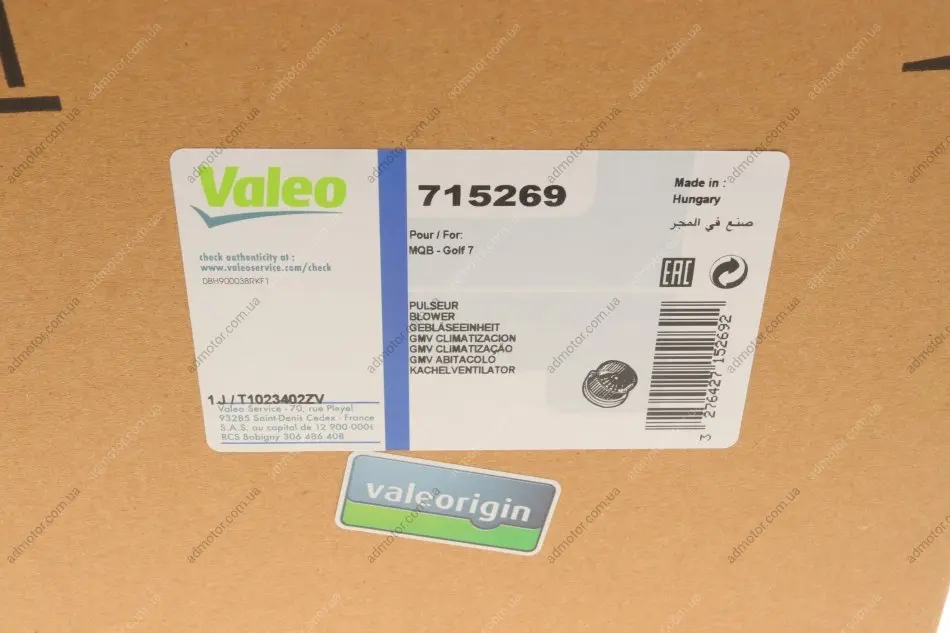 Valeo
check authenticity at :
www.valeoservice.com/check
DBH900038RKF1
1.J / T1023402ZV
Valeo Service - 70, rue Pleyel
93285 Saint-Denis Cedex - France
S.A.S. au capital de 12 900 000€
RCS Bobigny 306 486 408
715269
Pour / For:
MQB - Golf 7
PULSEUR
BLOWER
GEBLÄSEEINHEIT
GMV CLIMATIZACION
GMV CLIMATIZAÇÃO
GMV ABITACOLO
KACHELVENTILATOR
Made in :
Hungary
صنع في المجر
EAC
3 276427 152692
valeorigin
admotor.com.ua